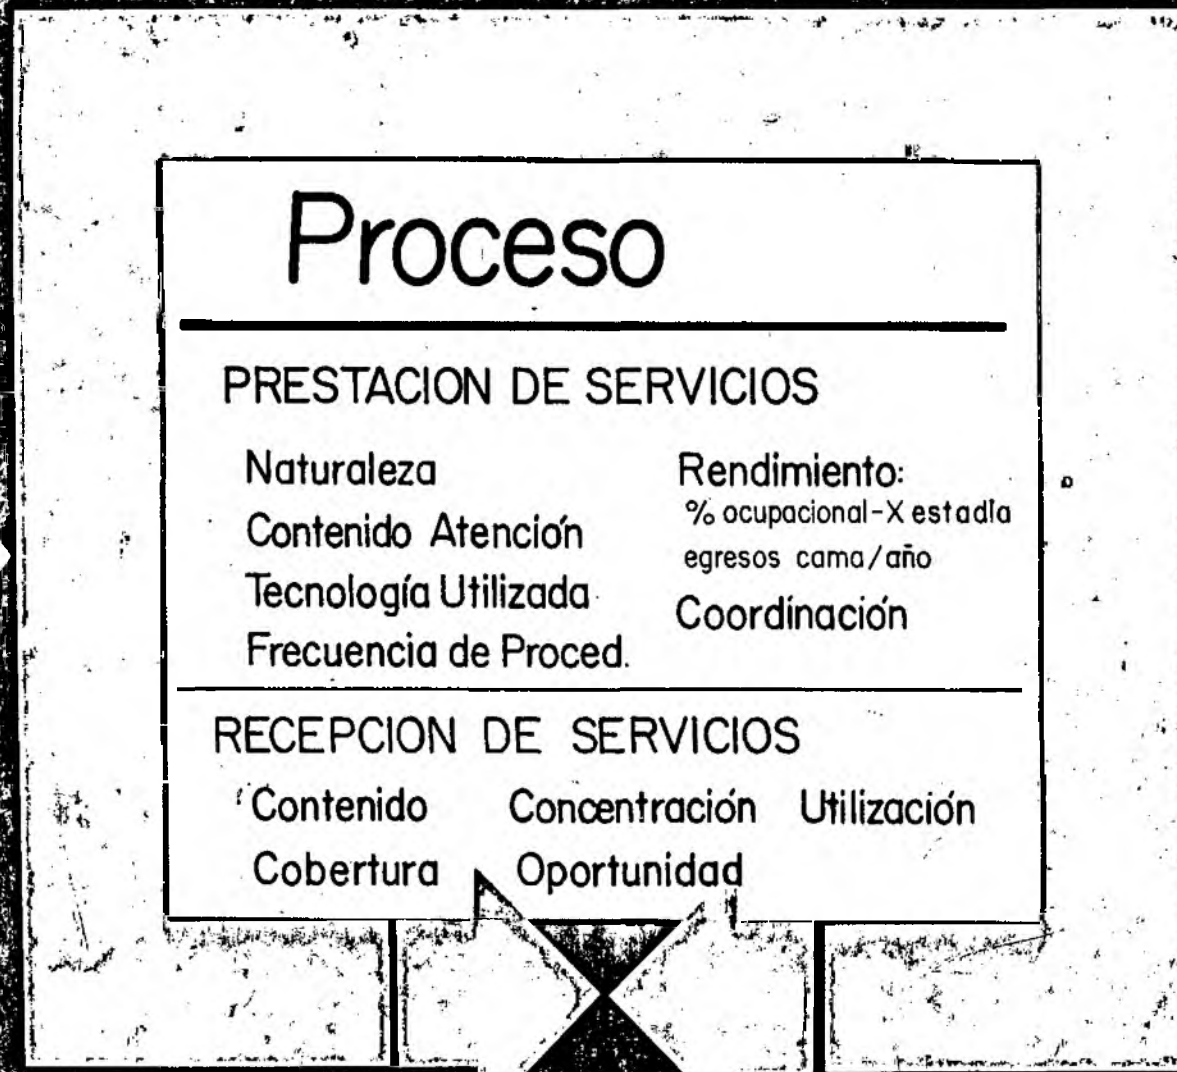 Proceso
PRESTACION DE SERVICIOS
Naturaleza
Contenido Atención
Tecnología Utilizada
Frecuencia de Proced.
Rendimiento:
% ocupacional-X estadía
egresos cama/año
Coordinación
RECEPCION DE SERVICIOS
Contenido Concentración Utilización
Cobertura Oportunidad